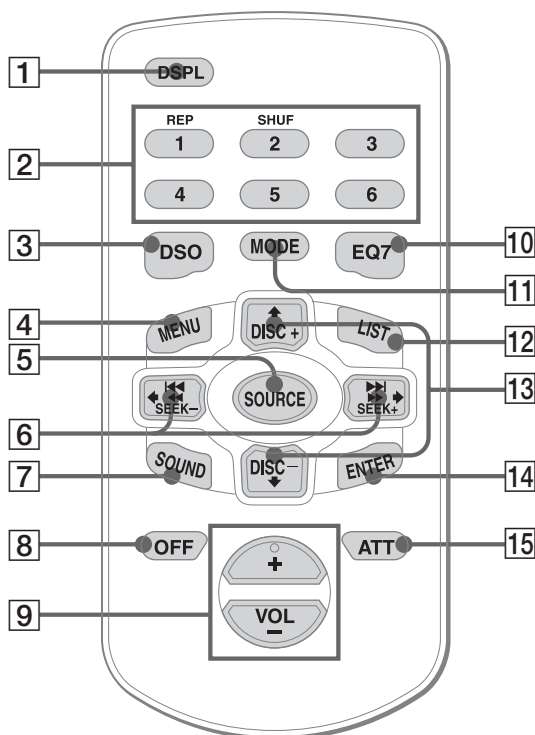 1
DSPL
REP SHUF
1 2 3
2
4 5 6
3
DSO
MODE
EQ7
10
11
4
MENU
DISC +
LIST
12
5
SOURCE
13
6
SEEK−
SEEK+
7
SOUND
DISC −
ENTER
14
8
OFF
ATT
15
+
9
VOL
−